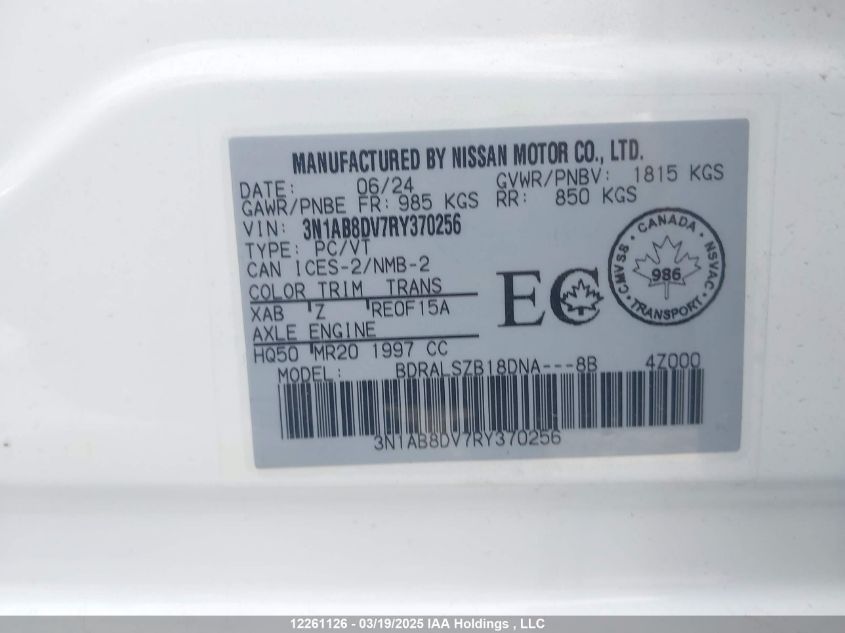 MANUFACTURED BY NISSAN MOTOR CO., LTD.
DATE: 06/24 GVWR/PNBV: 1815 KGS
GAWR/PNBE FR: 985 KGS RR: 850 KGS
VIN: 3N1AB8DV7RY370256
TYPE: PC/VT
CAN ICES-2/NMB-2
COLOR TRIM TRANS
XAB Z RE0F15A
AXLE ENGINE
HQ50 MR20 1997 CC
MODEL: BDRALSZB18DNA---8B 4Z000
3N1AB8DV7RY370256
EC
CANADA
CMVSS
NSVAC
986
TRANSPORT
12261126 - 03/19/2025 IAA Holdings , LLC